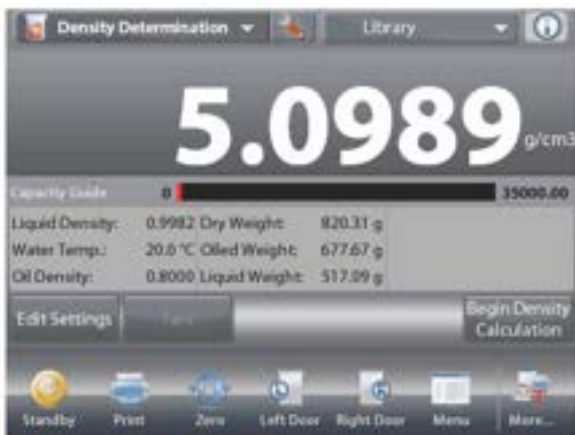 Density Determination Library
5.0989 g/cm3
Capacity Guide 0 35000.00
Liquid Density: 0.9982 Dry Weight: 820.31 g
Water Temp.: 20.0 °C Oiled Weight: 677.67 g
Oil Density: 0.8000 Liquid Weight: 517.09 g
Edit Settings Begin Density
Calculation
Standby Print Zero Left Door Right Door Menu More...